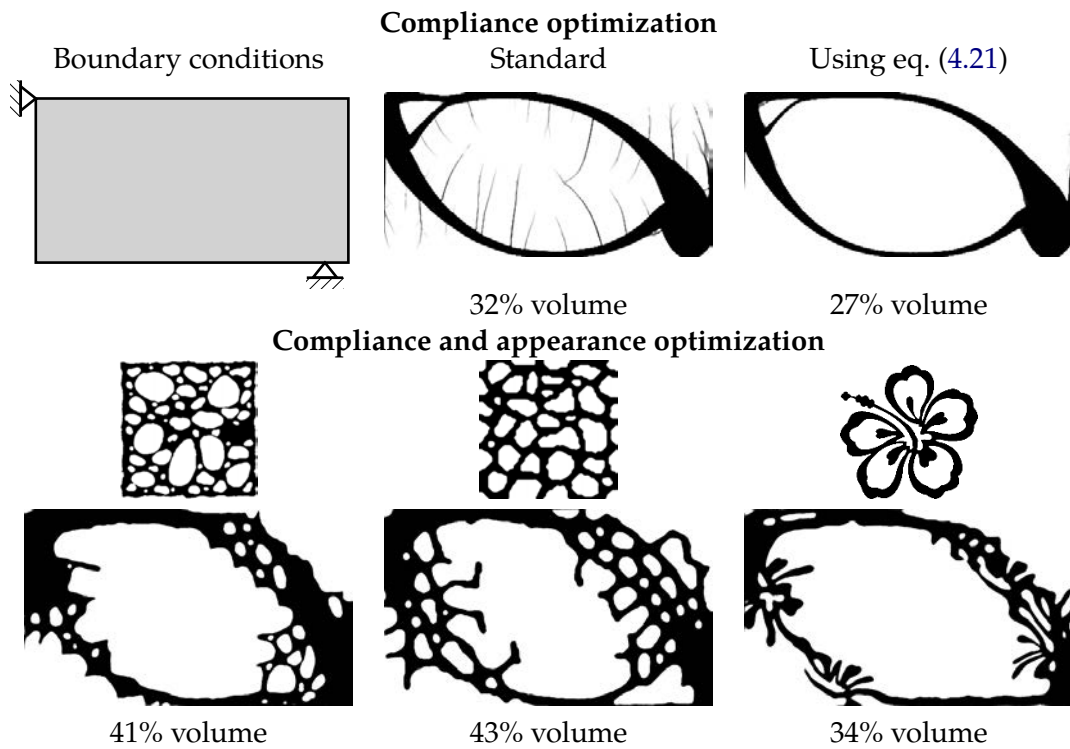 Compliance optimization
Boundary conditions Standard Using eq. (4.21)
32% volume 27% volume
Compliance and appearance optimization
41% volume 43% volume 34% volume